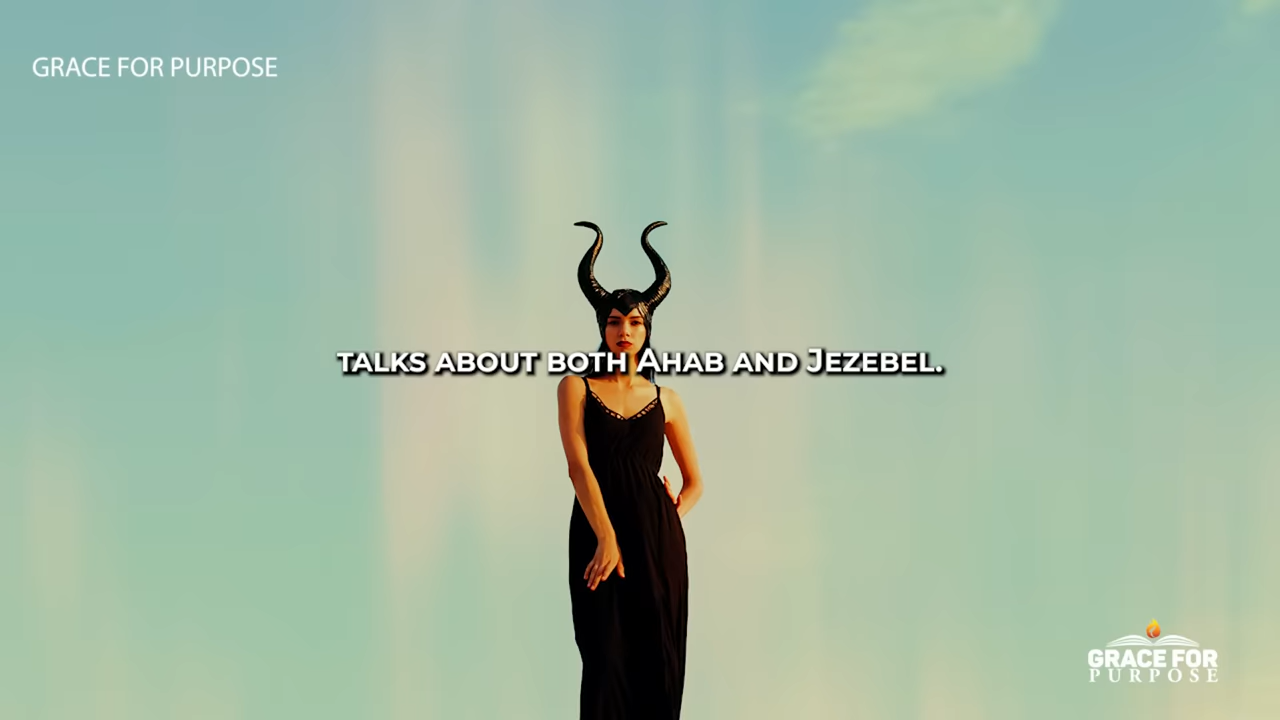 GRACE FOR PURPOSE
talks about both Ahab and Jezebel.
GRACE FOR
PURPOSE